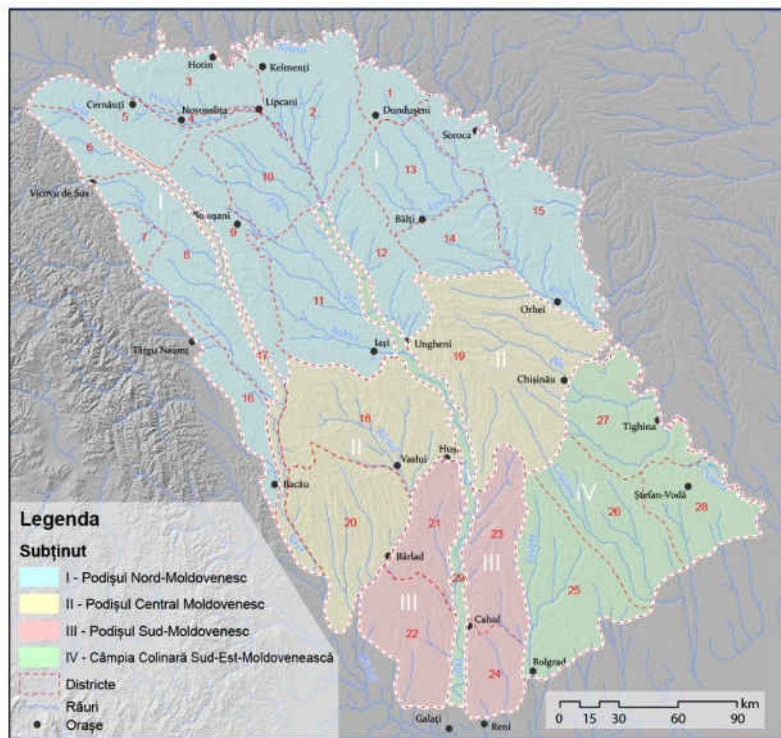 Hotin
Kelmenți
3
1
Cernăuți
5
Novoselița
4
Lipcani
2
Dundușeni
Soroca
6
I
13
10
Vicovu de Sus
I
15
Bălți
9
7
8
12
14
11
Orhei
Iași
Ungheni
19
II
Târgu Neamț
17
Chișinău
16
18
27
Tighina
II
Vaslui
Huși
IV
Ștefan-Vodă
Bacău
26
28
21
23
20
Legenda
Subținut
I - Podișul Nord-Moldovenesc
II - Podișul Central Moldovenesc
III - Podișul Sud-Moldovenesc
IV - Câmpia Colinară Sud-Est-Moldovenească
Districte
Râuri
Orașe
Bârlad
III
29
25
III
22
Cahul
24
Bolgrad
Galați
Reni
km
0 15 30 60 90